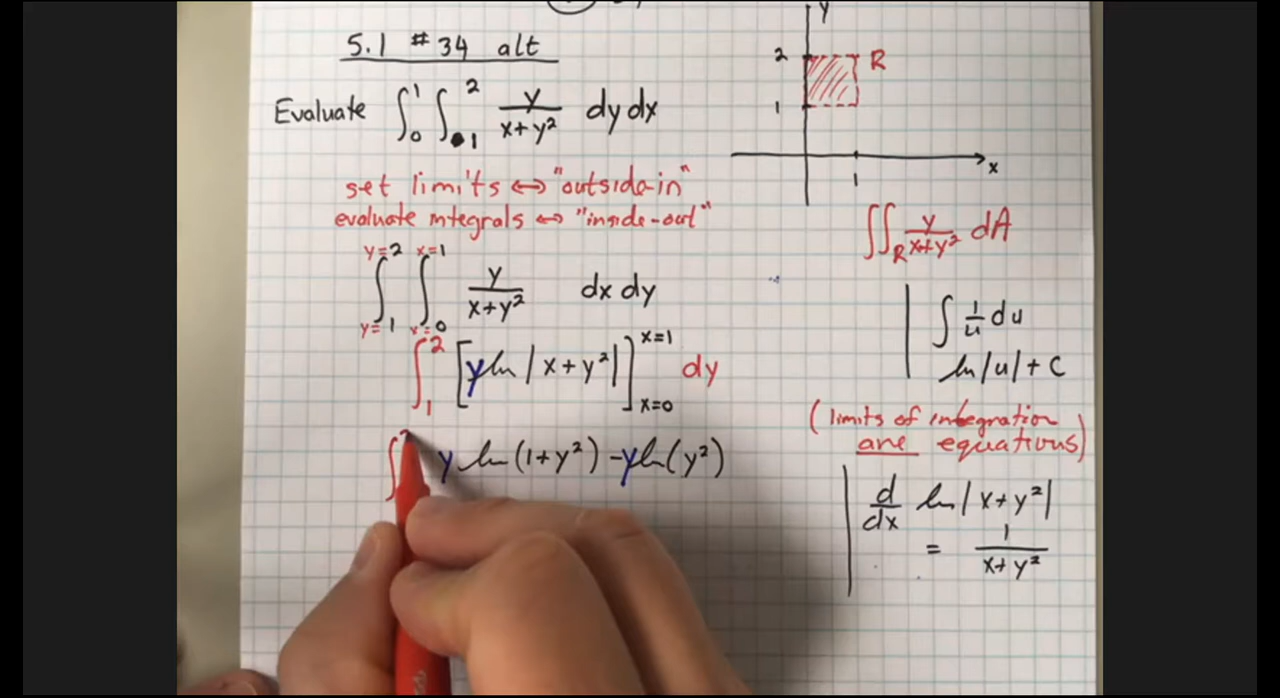 5.1 #34 alt
Evaluate ∫₀¹ ∫₁² y/(x+y²) dy dx
set limits ↔ "outside-in"
evaluate integrals ↔ "inside-out"
∫_{y=1}^{y=2} ∫_{x=0}^{x=1} y/(x+y²) dx dy
∫₁² [y ln|x+y²|]_{x=0}^{x=1} dy
∫² y ln(1+y²) - y ln(y²)
y
2
R
1
x
1
∬_R y/(x+y²) dA
∫ 1/u du
ln|u| + C
(limits of integration
are equations)
d/dx ln|x+y²|
= 1/(x+y²)